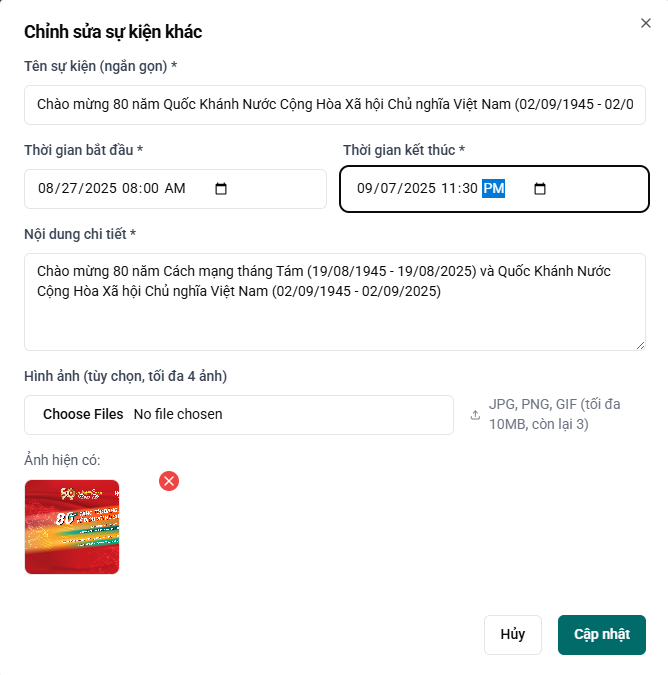 Chỉnh sửa sự kiện khác
Tên sự kiện (ngắn gọn) *
Chào mừng 80 năm Quốc Khánh Nước Cộng Hòa Xã hội Chủ nghĩa Việt Nam (02/09/1945 - 02/0
Thời gian bắt đầu * Thời gian kết thúc *
08/27/2025 08:00 AM 09/07/2025 11:30 PM
Nội dung chi tiết *
Chào mừng 80 năm Cách mạng tháng Tám (19/08/1945 - 19/08/2025) và Quốc Khánh Nước
Cộng Hòa Xã hội Chủ nghĩa Việt Nam (02/09/1945 - 02/09/2025)
Hình ảnh (tùy chọn, tối đa 4 ảnh)
Choose Files No file chosen
JPG, PNG, GIF (tối đa
10MB, còn lại 3)
Ảnh hiện có:
80
Hủy Cập nhật